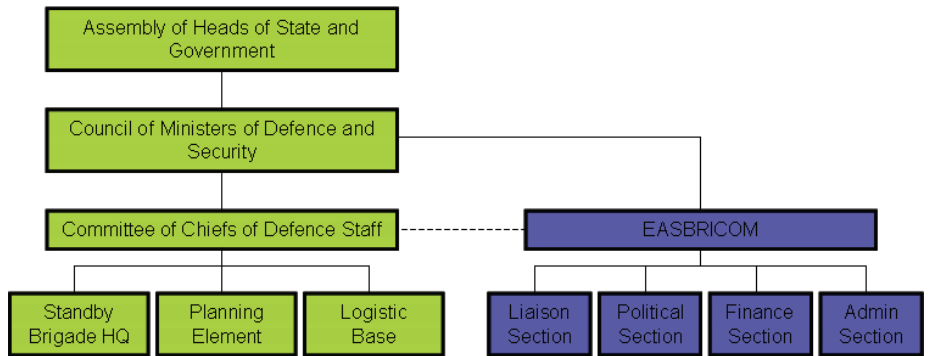 Assembly of Heads of State and
Government
Council of Ministers of Defence and
Security
Committee of Chiefs of Defence Staff
EASBRICOM
Standby
Brigade HQ
Planning
Element
Logistic
Base
Liaison
Section
Political
Section
Finance
Section
Admin
Section